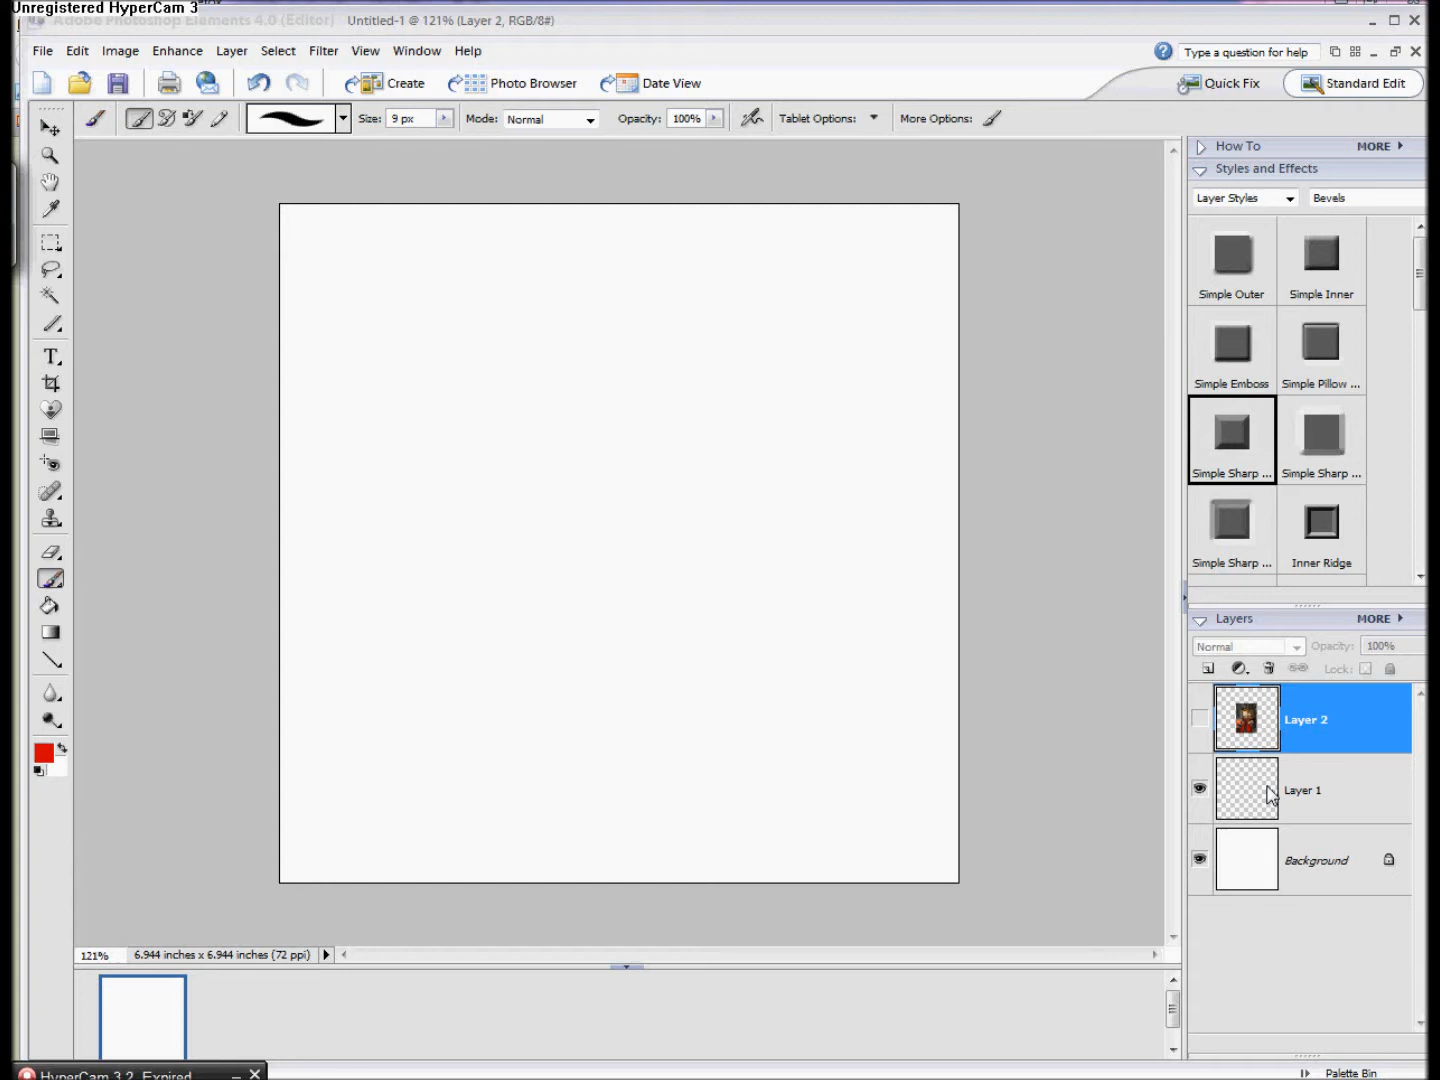 Unregistered HyperCam 3
Adobe Photoshop Elements 4.0 (Editor)
Untitled-1 @ 121% (Layer 2, RGB/8#)
File Edit Image Enhance Layer Select Filter View Window Help
Type a question for help
Create Photo Browser Date View
Quick Fix Standard Edit
Size: 9 px Mode: Normal Opacity: 100% Tablet Options: More Options:
How To MORE
Styles and Effects
Layer Styles Bevels
Simple Outer Simple Inner
Simple Emboss Simple Pillow ...
Simple Sharp ... Simple Sharp ...
Simple Sharp ... Inner Ridge
Layers MORE
Normal Opacity: 100%
Lock:
Layer 2
Layer 1
Background
T
121% 6.944 inches x 6.944 inches (72 ppi)
HyperCam 3.2 Expired
Palette Bin